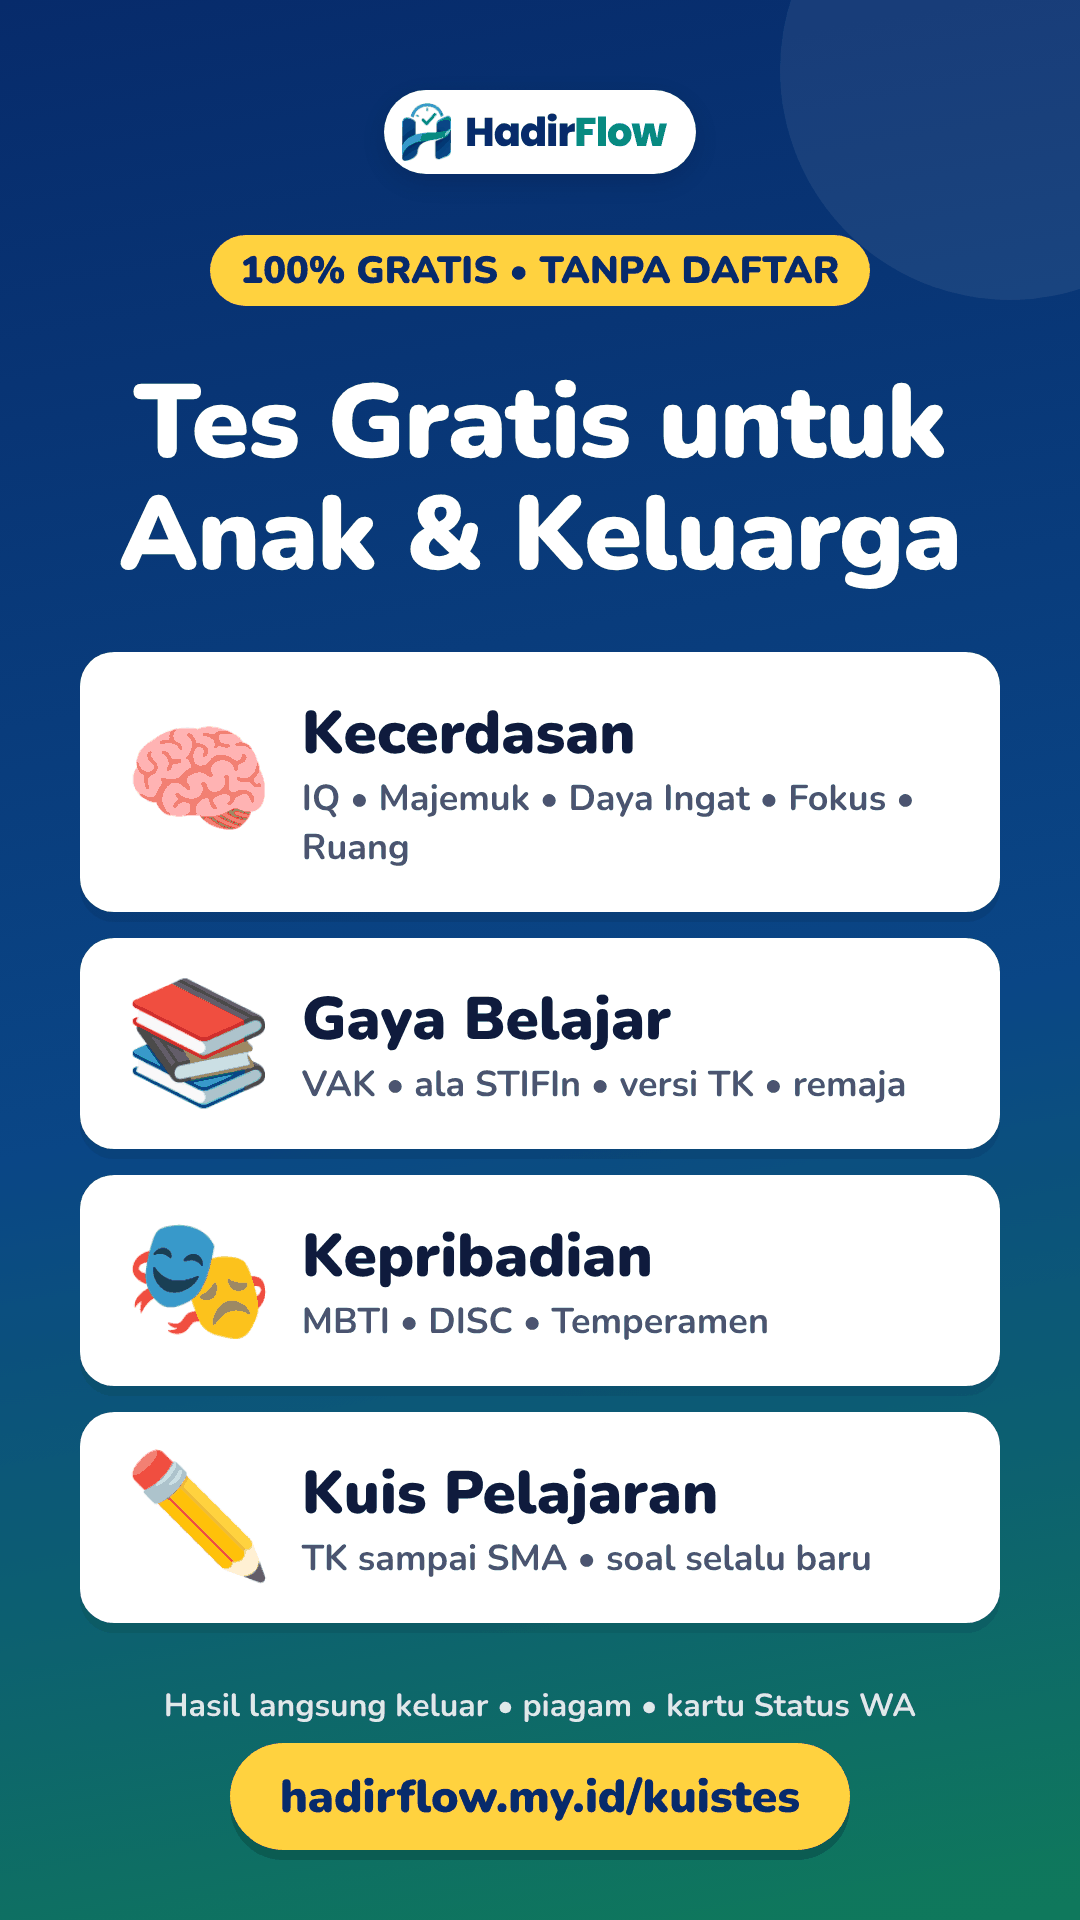 HadirFlow
100% GRATIS • TANPA DAFTAR
Tes Gratis untuk
Anak & Keluarga
Kecerdasan
IQ • Majemuk • Daya Ingat • Fokus •
Ruang
Gaya Belajar
VAK • ala STIFIn • versi TK • remaja
Kepribadian
MBTI • DISC • Temperamen
Kuis Pelajaran
TK sampai SMA • soal selalu baru
Hasil langsung keluar • piagam • kartu Status WA
hadirflow.my.id/kuistes